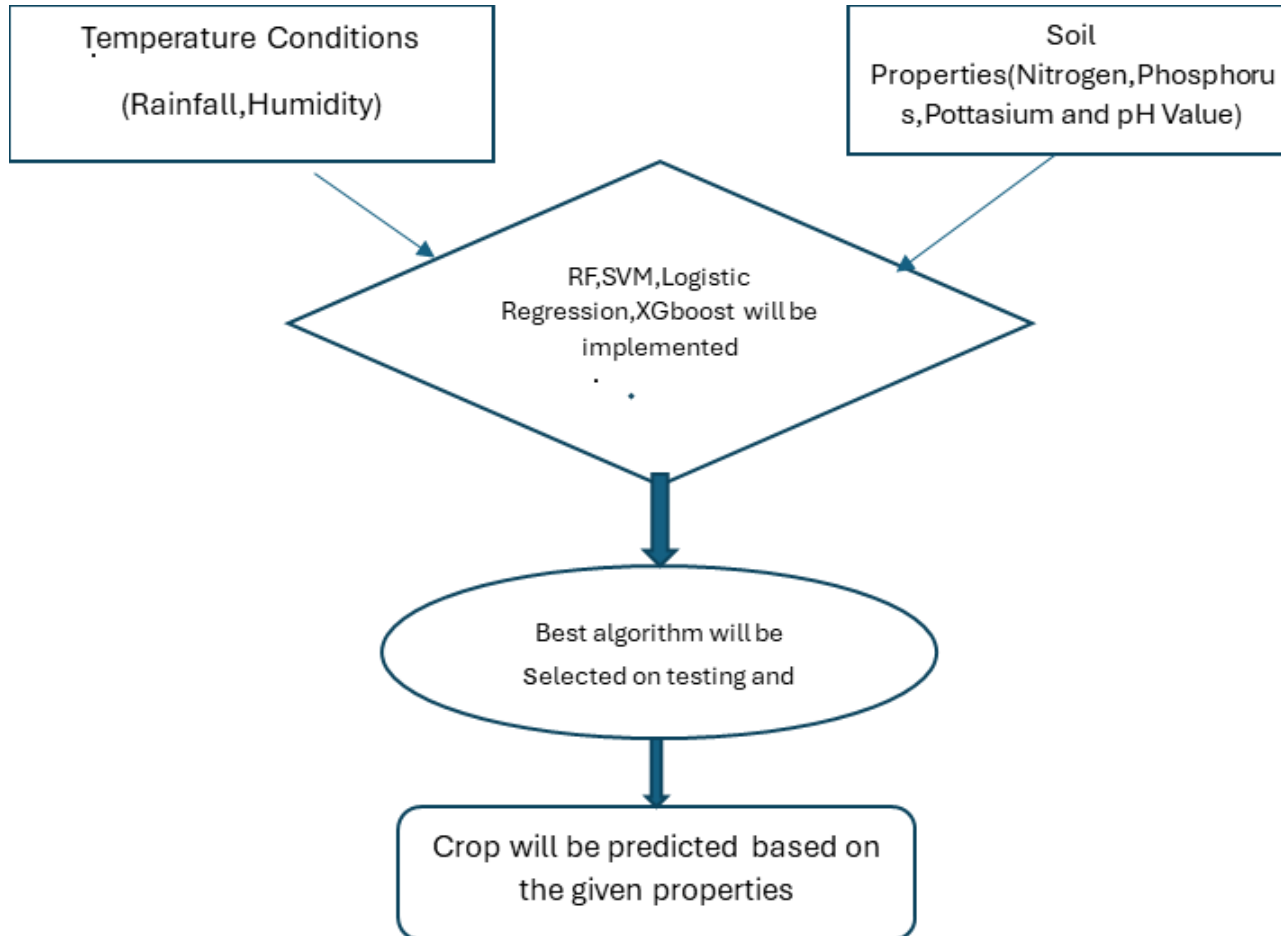 Temperature Conditions
(Rainfall,Humidity)
Soil
Properties(Nitrogen,Phosphoru
s,Pottasium and pH Value)
RF,SVM,Logistic
Regression,XGboost will be
implemented
Best algorithm will be
Selected on testing and
Crop will be predicted based on
the given properties